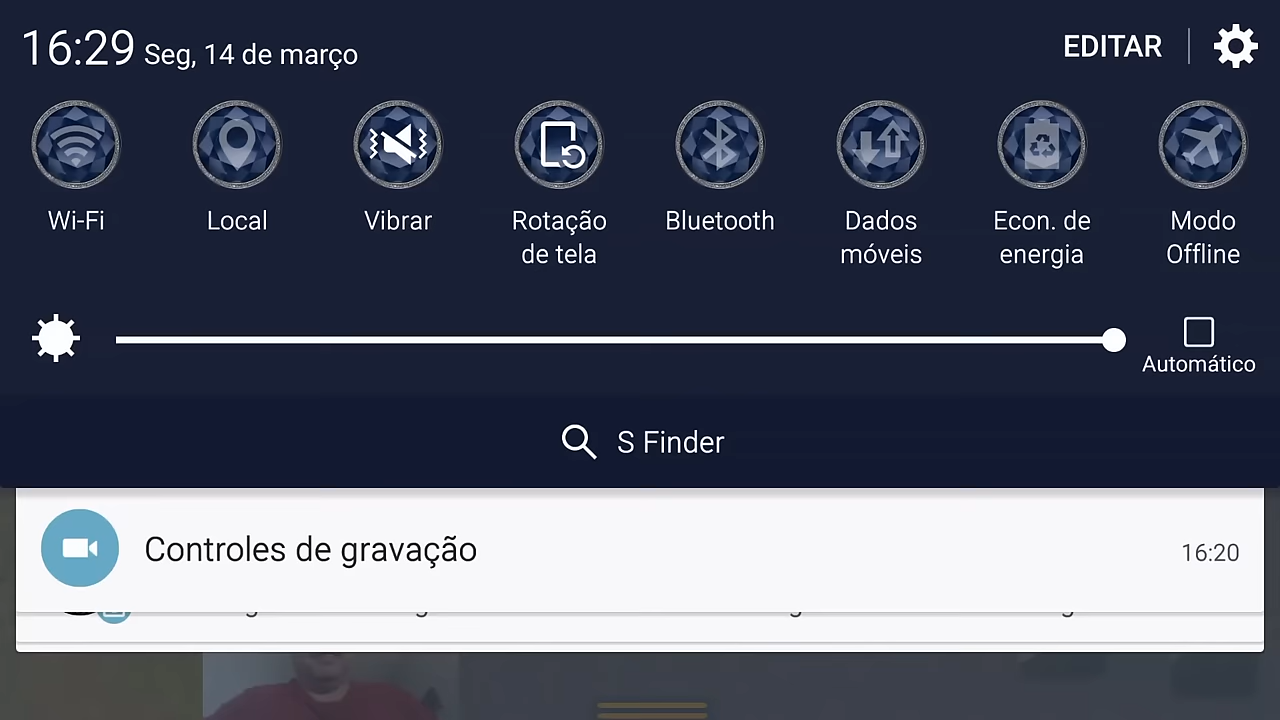 16:29 Seg, 14 de março
EDITAR
Wi-Fi
Local
Vibrar
Rotação
de tela
Bluetooth
Dados
móveis
Econ. de
energia
Modo
Offline
Automático
S Finder
Controles de gravação
16:20